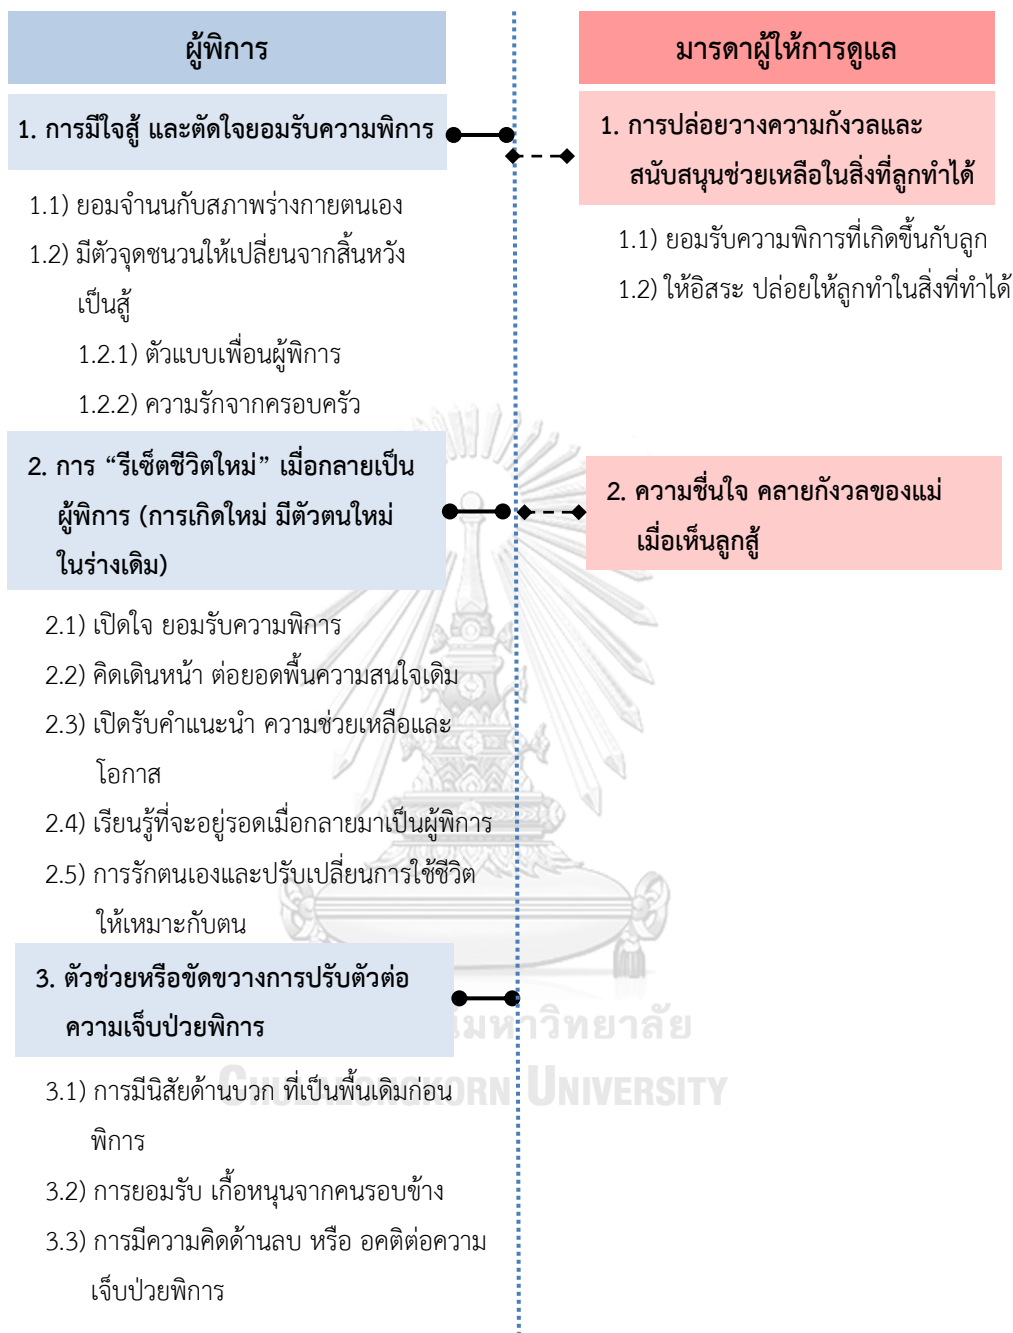 ผู้พิการ
1. การมีใจสู้ และตัดใจยอมรับความพิการ
1.1) ยอมจำนนกับสภาพร่างกายตนเอง
1.2) มีตัวจุดชนวนให้เปลี่ยนจากสิ้นหวัง
เป็นสู้
1.2.1) ตัวแบบเพื่อนผู้พิการ
1.2.2) ความรักจากครอบครัว
2. การ “รีเซ็ตชีวิตใหม่” เมื่อกลายเป็น
ผู้พิการ (การเกิดใหม่ มีตัวตนใหม่
ในร่างเดิม)
2.1) เปิดใจ ยอมรับความพิการ
2.2) คิดเดินหน้า ต่อยอดพื้นความสนใจเดิม
2.3) เปิดรับคำแนะนำ ความช่วยเหลือและ
โอกาส
2.4) เรียนรู้ที่จะอยู่รอดเมื่อกลายมาเป็นผู้พิการ
2.5) การรักตนเองและปรับเปลี่ยนการใช้ชีวิต
ให้เหมาะกับตน
3. ตัวช่วยหรือขัดขวางการปรับตัวต่อ
ความเจ็บป่วยพิการ
3.1) การมีนิสัยด้านบวก ที่เป็นพื้นเดิมก่อน
พิการ
3.2) การยอมรับ เกื้อหนุนจากคนรอบข้าง
3.3) การมีความคิดด้านลบ หรือ อคติต่อความ
เจ็บป่วยพิการ
มารดาผู้ให้การดูแล
1. การปล่อยวางความกังวลและ
สนับสนุนช่วยเหลือในสิ่งที่ลูกทำได้
1.1) ยอมรับความพิการที่เกิดขึ้นกับลูก
1.2) ให้อิสระ ปล่อยให้ลูกทำในสิ่งที่ทำได้
2. ความชื่นใจ คลายกังวลของแม่
เมื่อเห็นลูกสู้
มหาวิทยาลัย
CHULALONGKORN UNIVERSITY